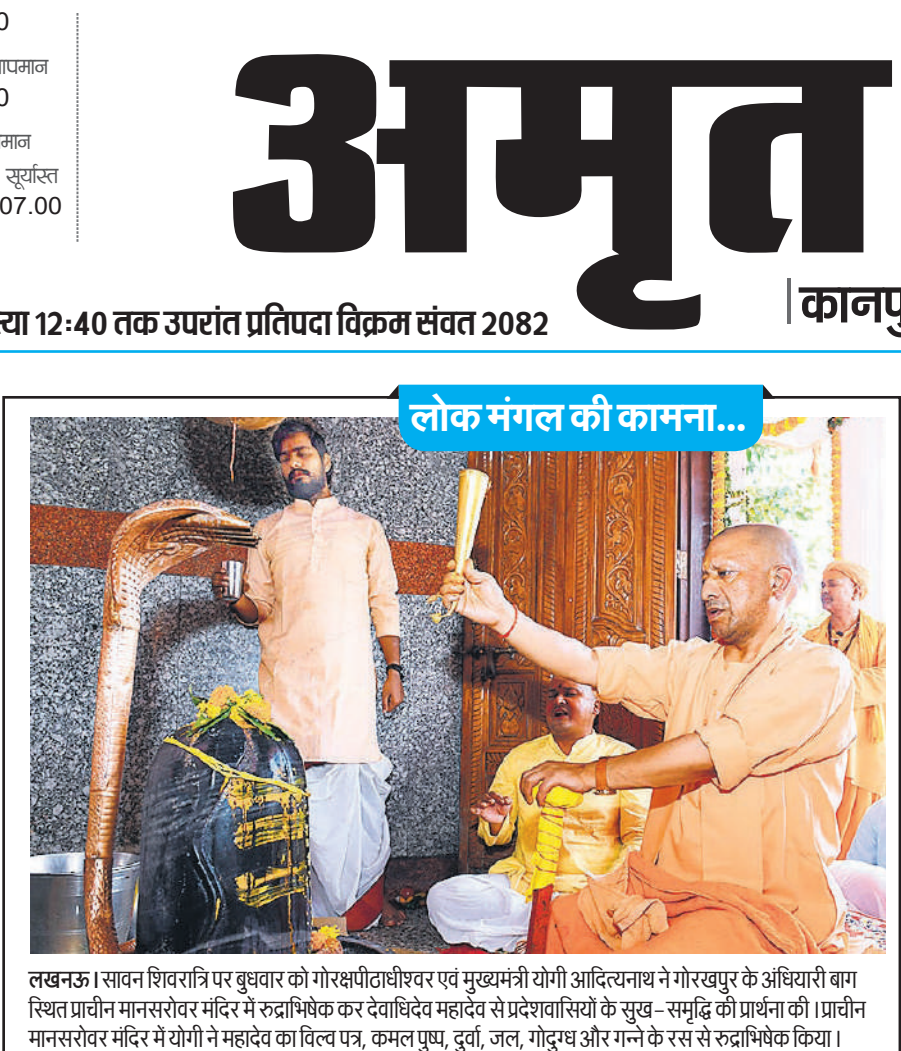 0
ापमान
0
मान
सूर्यास्त
07.00
अमृत
त्या 12:40 तक उपरांत प्रतिपदा विक्रम संवत 2082
कानपु
लोक मंगल की कामना...
लखनऊ। सावन शिवरात्रि पर बुधवार को गोरक्षपीठाधीश्वर एवं मुख्यमंत्री योगी आदित्यनाथ ने गोरखपुर के अंधियारी बाग
स्थित प्राचीन मानसरोवर मंदिर में रुद्राभिषेक कर देवाधिदेव महादेव से प्रदेशवासियों के सुख-समृद्धि की प्रार्थना की। प्राचीन
मानसरोवर मंदिर में योगी ने महादेव का विल्व पत्र, कमल पुष्प, दुर्वा, जल, गोदुग्ध और गन्ने के रस से रुद्राभिषेक किया।